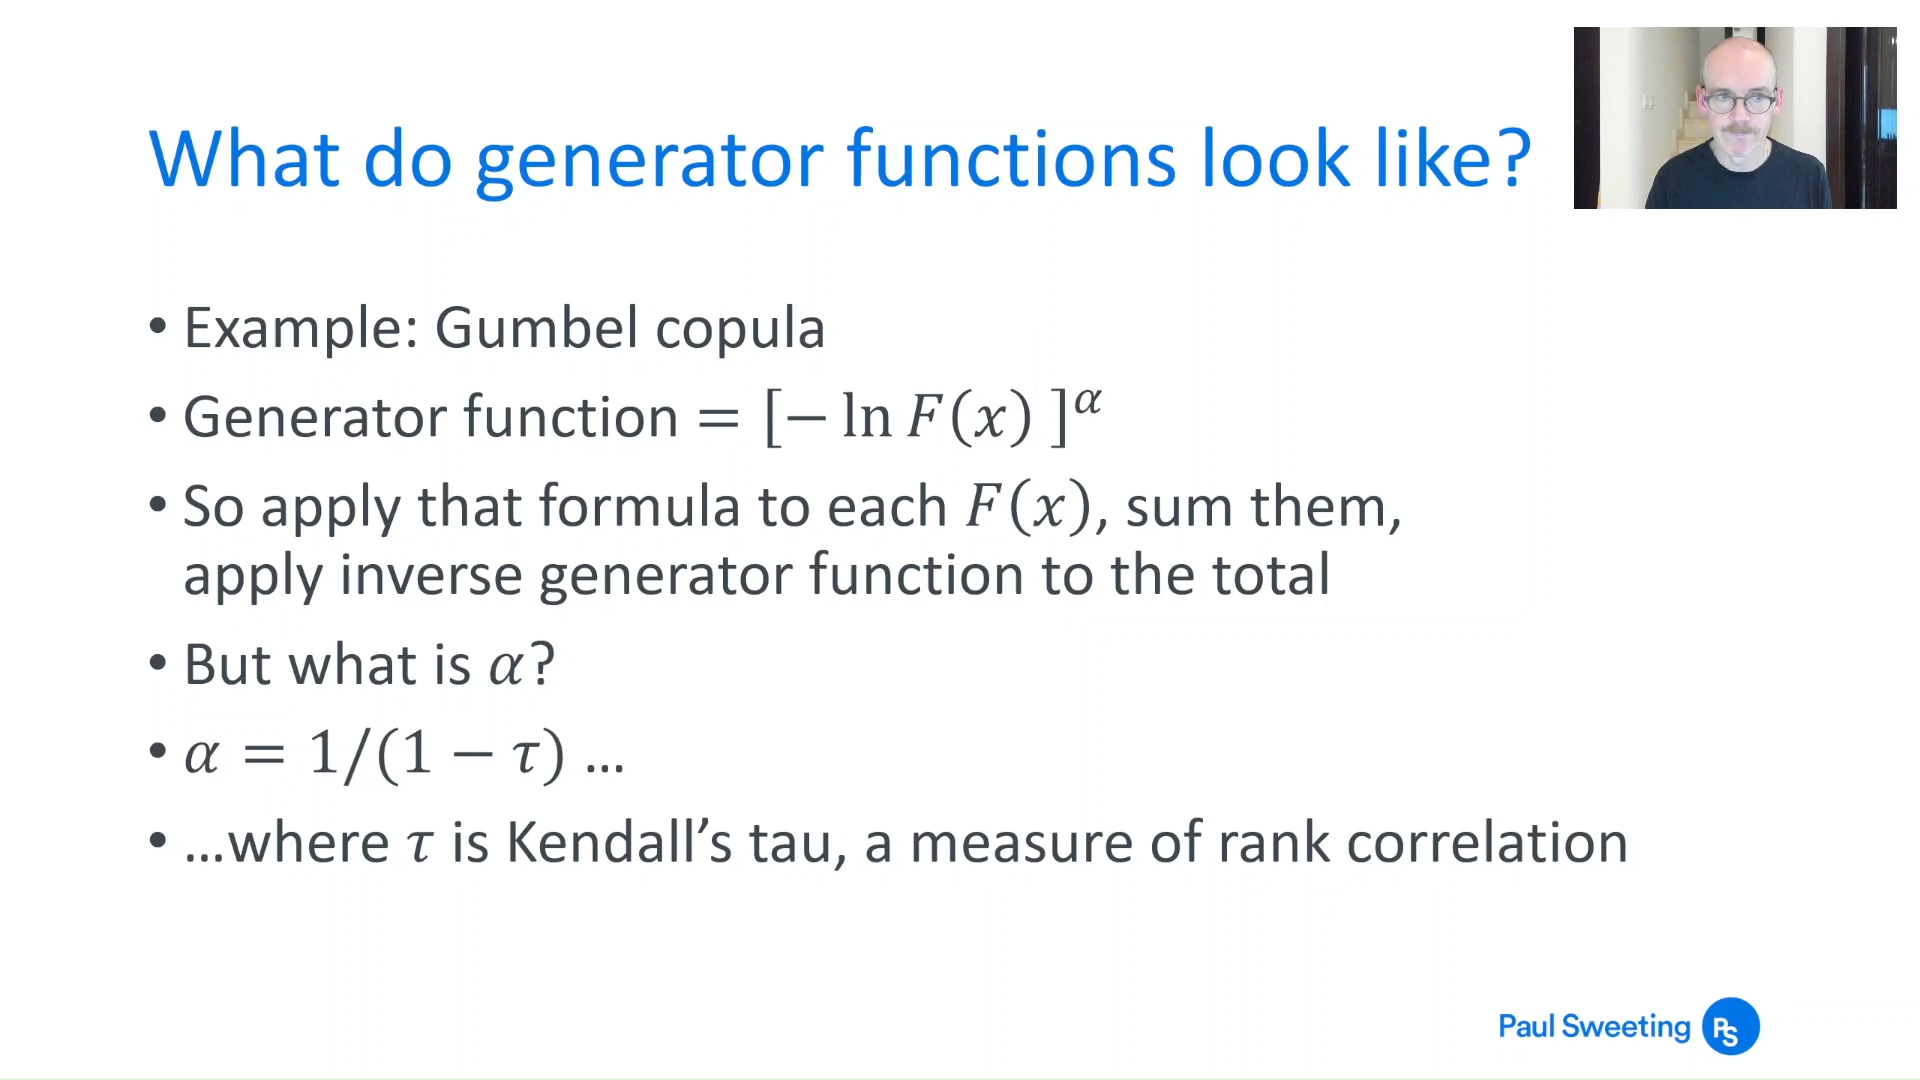 What do generator functions look like?
• Example: Gumbel copula
• Generator function = [− ln F(x) ]^α
• So apply that formula to each F(x), sum them,
apply inverse generator function to the total
• But what is α?
• α = 1/(1 − τ) …
• …where τ is Kendall’s tau, a measure of rank correlation
Paul Sweeting PS